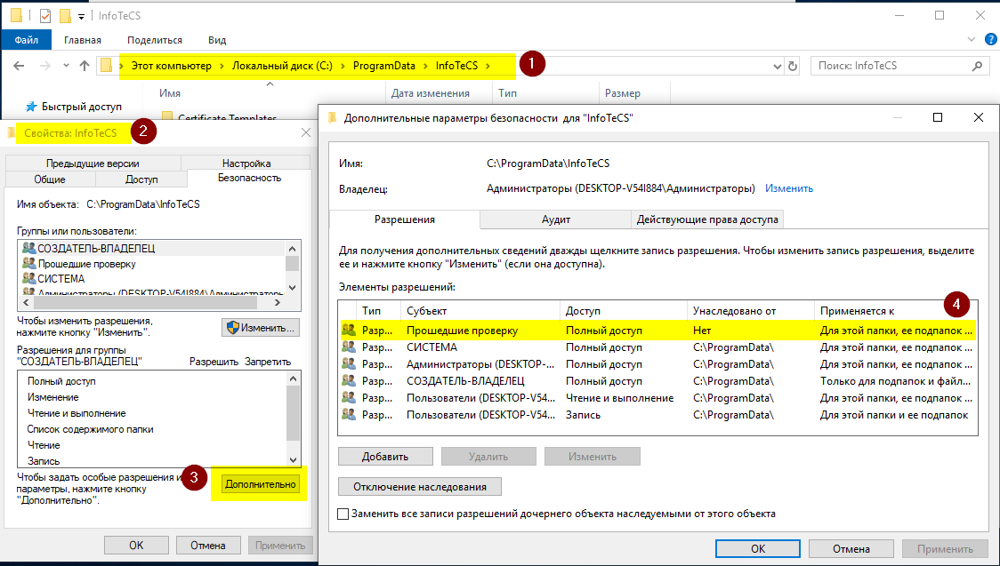 InfoTeCS
Файл Главная Поделиться Вид
Этот компьютер Локальный диск (C:) ProgramData InfoTeCS 1 Поиск: InfoTeCS
Быстрый доступ
Имя Дата изменения Тип Размер
Certificate Templates
Свойства: InfoTeCS 2
Предыдущие версии Настройка
Общие Доступ Безопасность
Имя объекта: C:\ProgramData\InfoTeCS
Группы или пользователи:
СОЗДАТЕЛЬ-ВЛАДЕЛЕЦ
Прошедшие проверку
СИСТЕМА
Администраторы (DESKTOP-V54I884\Администраторы
Чтобы изменить разрешения,
нажмите кнопку "Изменить".
Изменить...
Разрешения для группы
"СОЗДАТЕЛЬ-ВЛАДЕЛЕЦ" Разрешить Запретить
Полный доступ
Изменение
Чтение и выполнение
Список содержимого папки
Чтение
Запись
Чтобы задать особые разрешения и
параметры, нажмите кнопку
"Дополнительно".
3
Дополнительно
ОК Отмена Применить
Дополнительные параметры безопасности для "InfoTeCS"
Имя: C:\ProgramData\InfoTeCS
Владелец: Администраторы (DESKTOP-V54I884\Администраторы) Изменить
Разрешения Аудит Действующие права доступа
Для получения дополнительных сведений дважды щелкните запись разрешения. Чтобы изменить запись разрешения, выделите
ее и нажмите кнопку "Изменить" (если она доступна).
Элементы разрешений:
4
Тип Субъект Доступ Унаследовано от Применяется к
Разр... Прошедшие проверку Полный доступ Нет Для этой папки, ее подпапок ...
Разр... СИСТЕМА Полный доступ C:\ProgramData\ Для этой папки, ее подпапок ...
Разр... Администраторы (DESKTOP-... Полный доступ C:\ProgramData\ Для этой папки, ее подпапок ...
Разр... СОЗДАТЕЛЬ-ВЛАДЕЛЕЦ Полный доступ C:\ProgramData\ Только для подпапок и файл...
Разр... Пользователи (DESKTOP-V54... Чтение и выполнение C:\ProgramData\ Для этой папки, ее подпапок ...
Разр... Пользователи (DESKTOP-V54... Запись C:\ProgramData\ Для этой папки и ее подпапок
Добавить Удалить Изменить
Отключение наследования
Заменить все записи разрешений дочернего объекта наследуемыми от этого объекта
ОК Отмена Применить